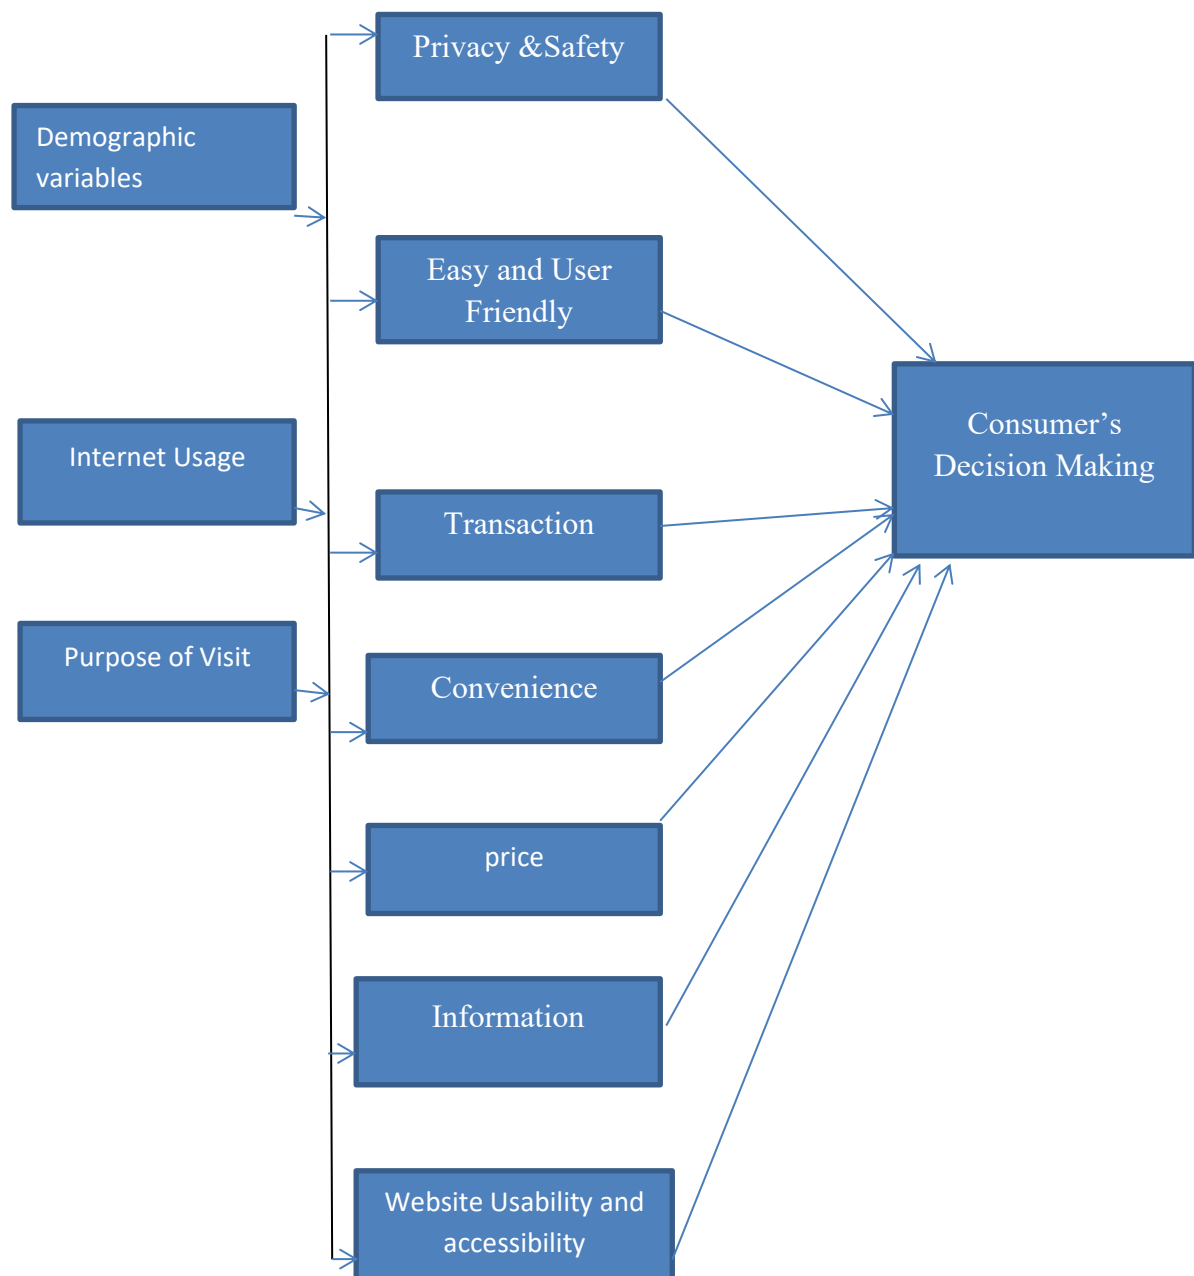 Privacy &Safety
Demographic
variables
Easy and User
Friendly
Consumer’s
Decision Making
Internet Usage
Transaction
Purpose of Visit
Convenience
price
Information
Website Usability and
accessibility